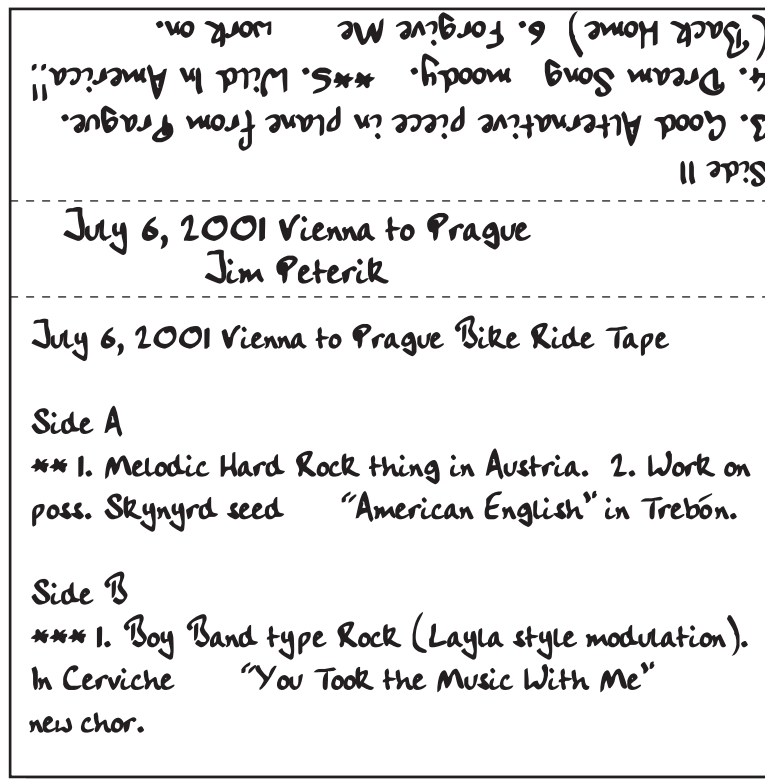 Side II
3. Good Alternative piece in plane from Prague.
4. Dream Song moody. **5. Wild In America!!
(Back Home) 6. Forgive Me work on.
July 6, 2001 Vienna to Prague
Jim Peterik
July 6, 2001 Vienna to Prague Bike Ride Tape
Side A
** 1. Melodic Hard Rock thing in Austria. 2. Work on
poss. Skynyrd seed "American English" in Trebón.
Side B
*** 1. Boy Band type Rock (Layla style modulation).
In Cerviche "You Took the Music With Me"
new chor.